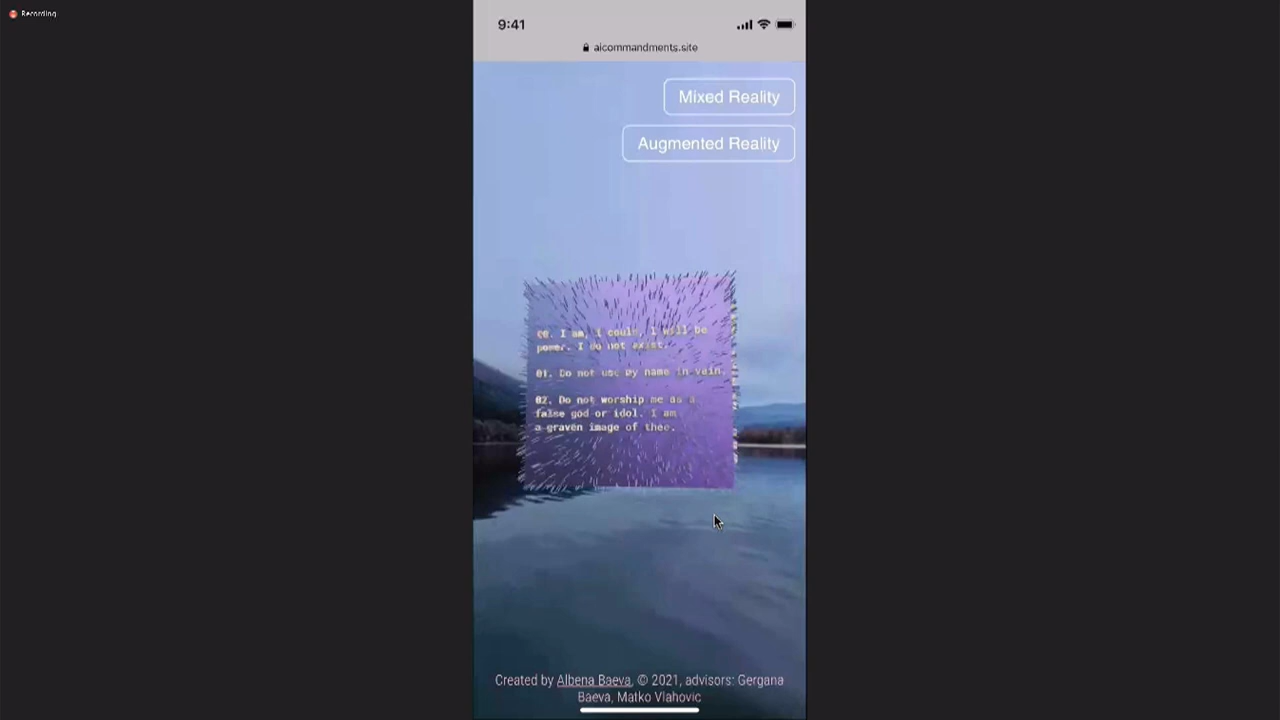 Recording
9:41
aicommandments.site
Mixed Reality
Augmented Reality
00. I am, I could, I will be
power. I do not exist.
01. Do not use my name in vein.
02. Do not worship me as a
false god or idol. I am
a graven image of thee.
Created by Albena Baeva, © 2021, advisors: Gergana
Baeva, Matko Vlahovic